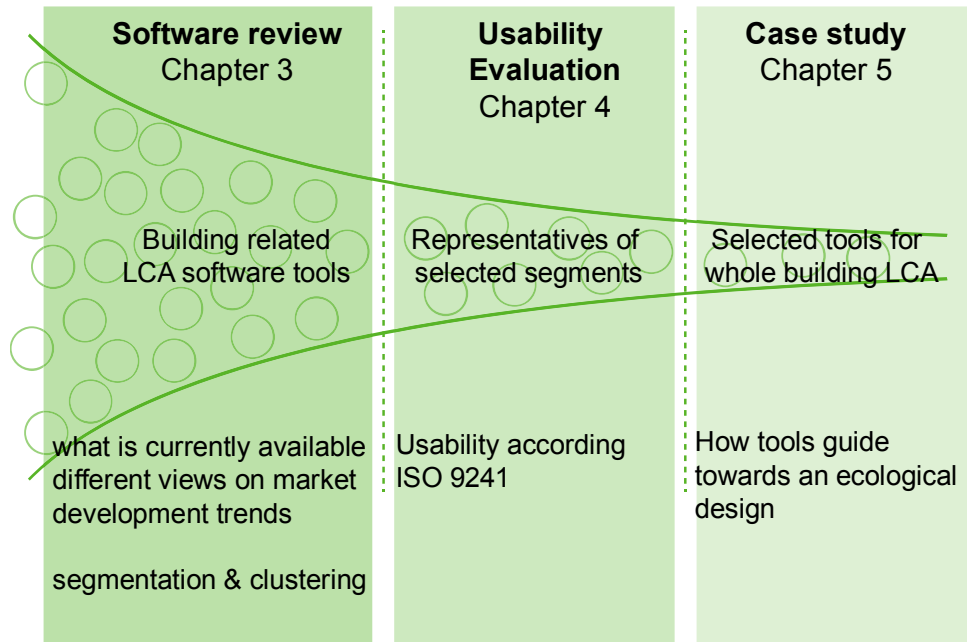 Software review
Chapter 3
Building related
LCA software tools
what is currently available
different views on market
development trends
segmentation & clustering
Usability
Evaluation
Chapter 4
Representatives of
selected segments
Usability according
ISO 9241
Case study
Chapter 5
Selected tools for
whole building LCA
How tools guide
towards an ecological
design